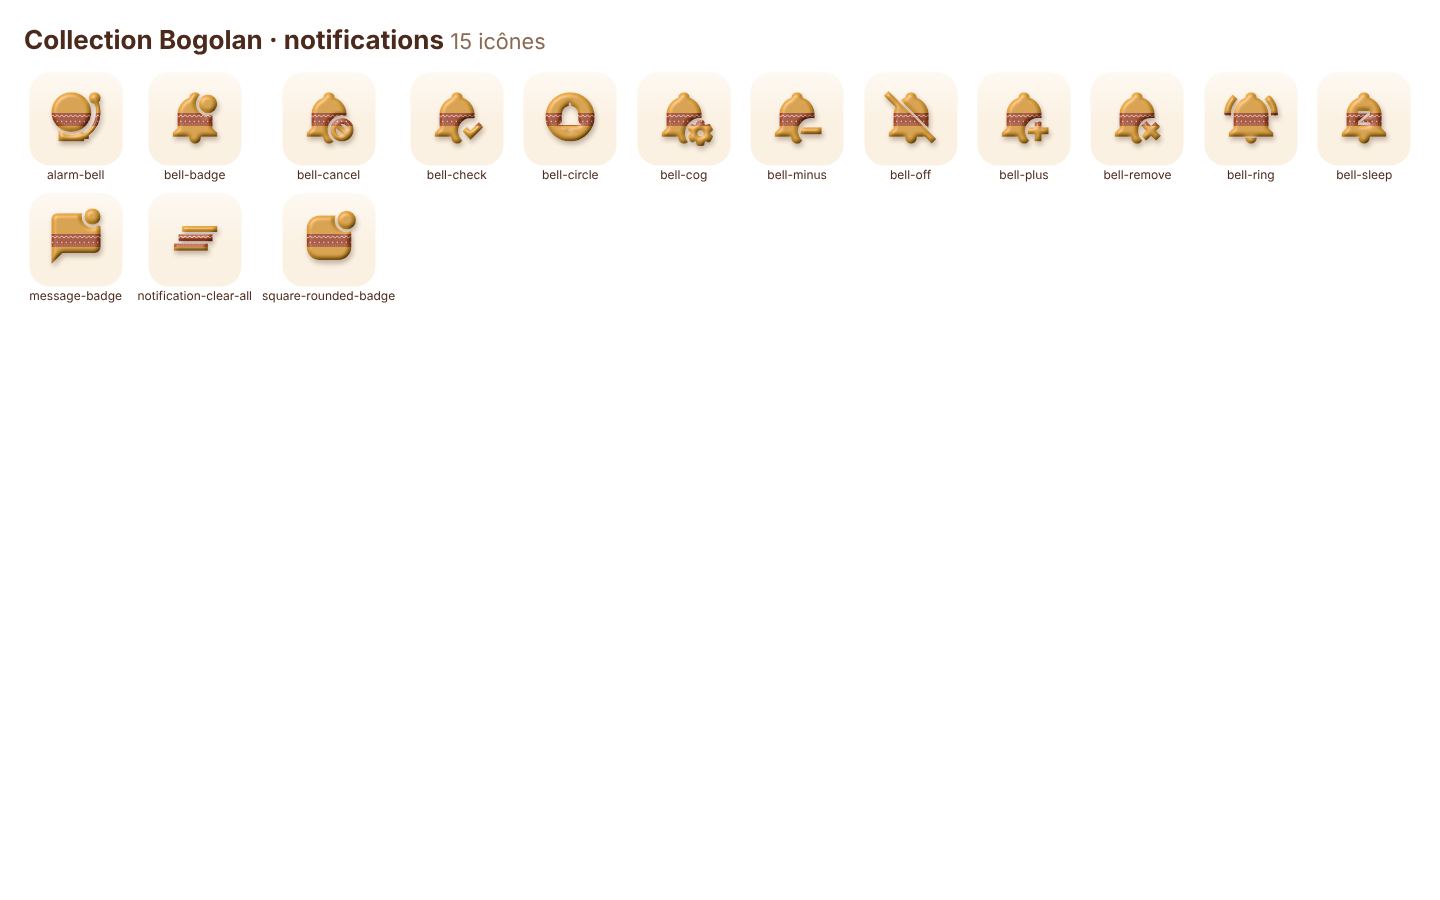 Collection Bogolan · notifications 15 icônes
alarm-bell bell-badge bell-cancel bell-check bell-circle bell-cog bell-minus bell-off bell-plus bell-remove bell-ring bell-sleep
message-badge notification-clear-all square-rounded-badge